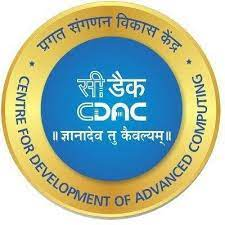 प्रगत संगणन विकास केंद्र
सी डैक
CDAC
॥ ज्ञानादेव तु कैवल्यम् ॥
CENTRE FOR DEVELOPMENT OF ADVANCED COMPUTING